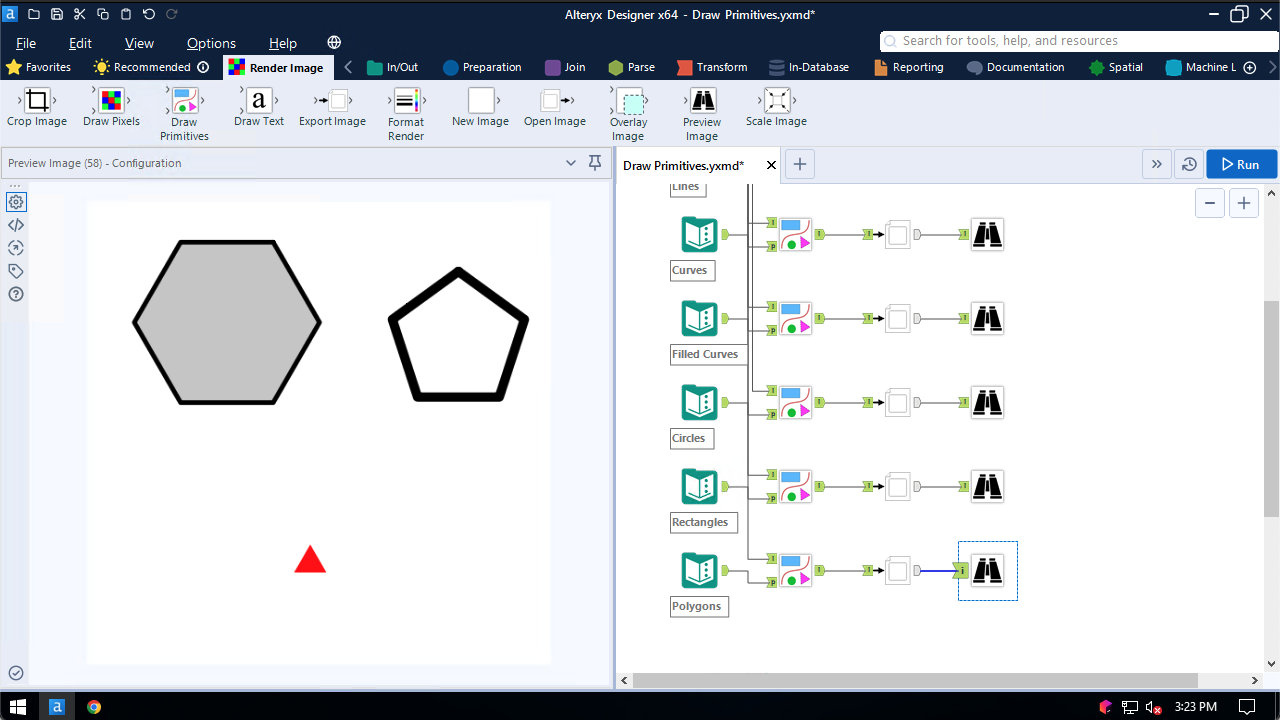 Alteryx Designer x64 - Draw Primitives.yxmd*
File Edit View Options Help
Search for tools, help, and resources
Favorites Recommended Render Image In/Out Preparation Join Parse Transform In-Database Reporting Documentation Spatial Machine L
Crop Image Draw Pixels Draw Primitives Draw Text Export Image Format Render New Image Open Image Overlay Image Preview Image Scale Image
Preview Image (58) - Configuration
Draw Primitives.yxmd*
Run
Lines
Curves
Filled Curves
Circles
Rectangles
Polygons
3:23 PM